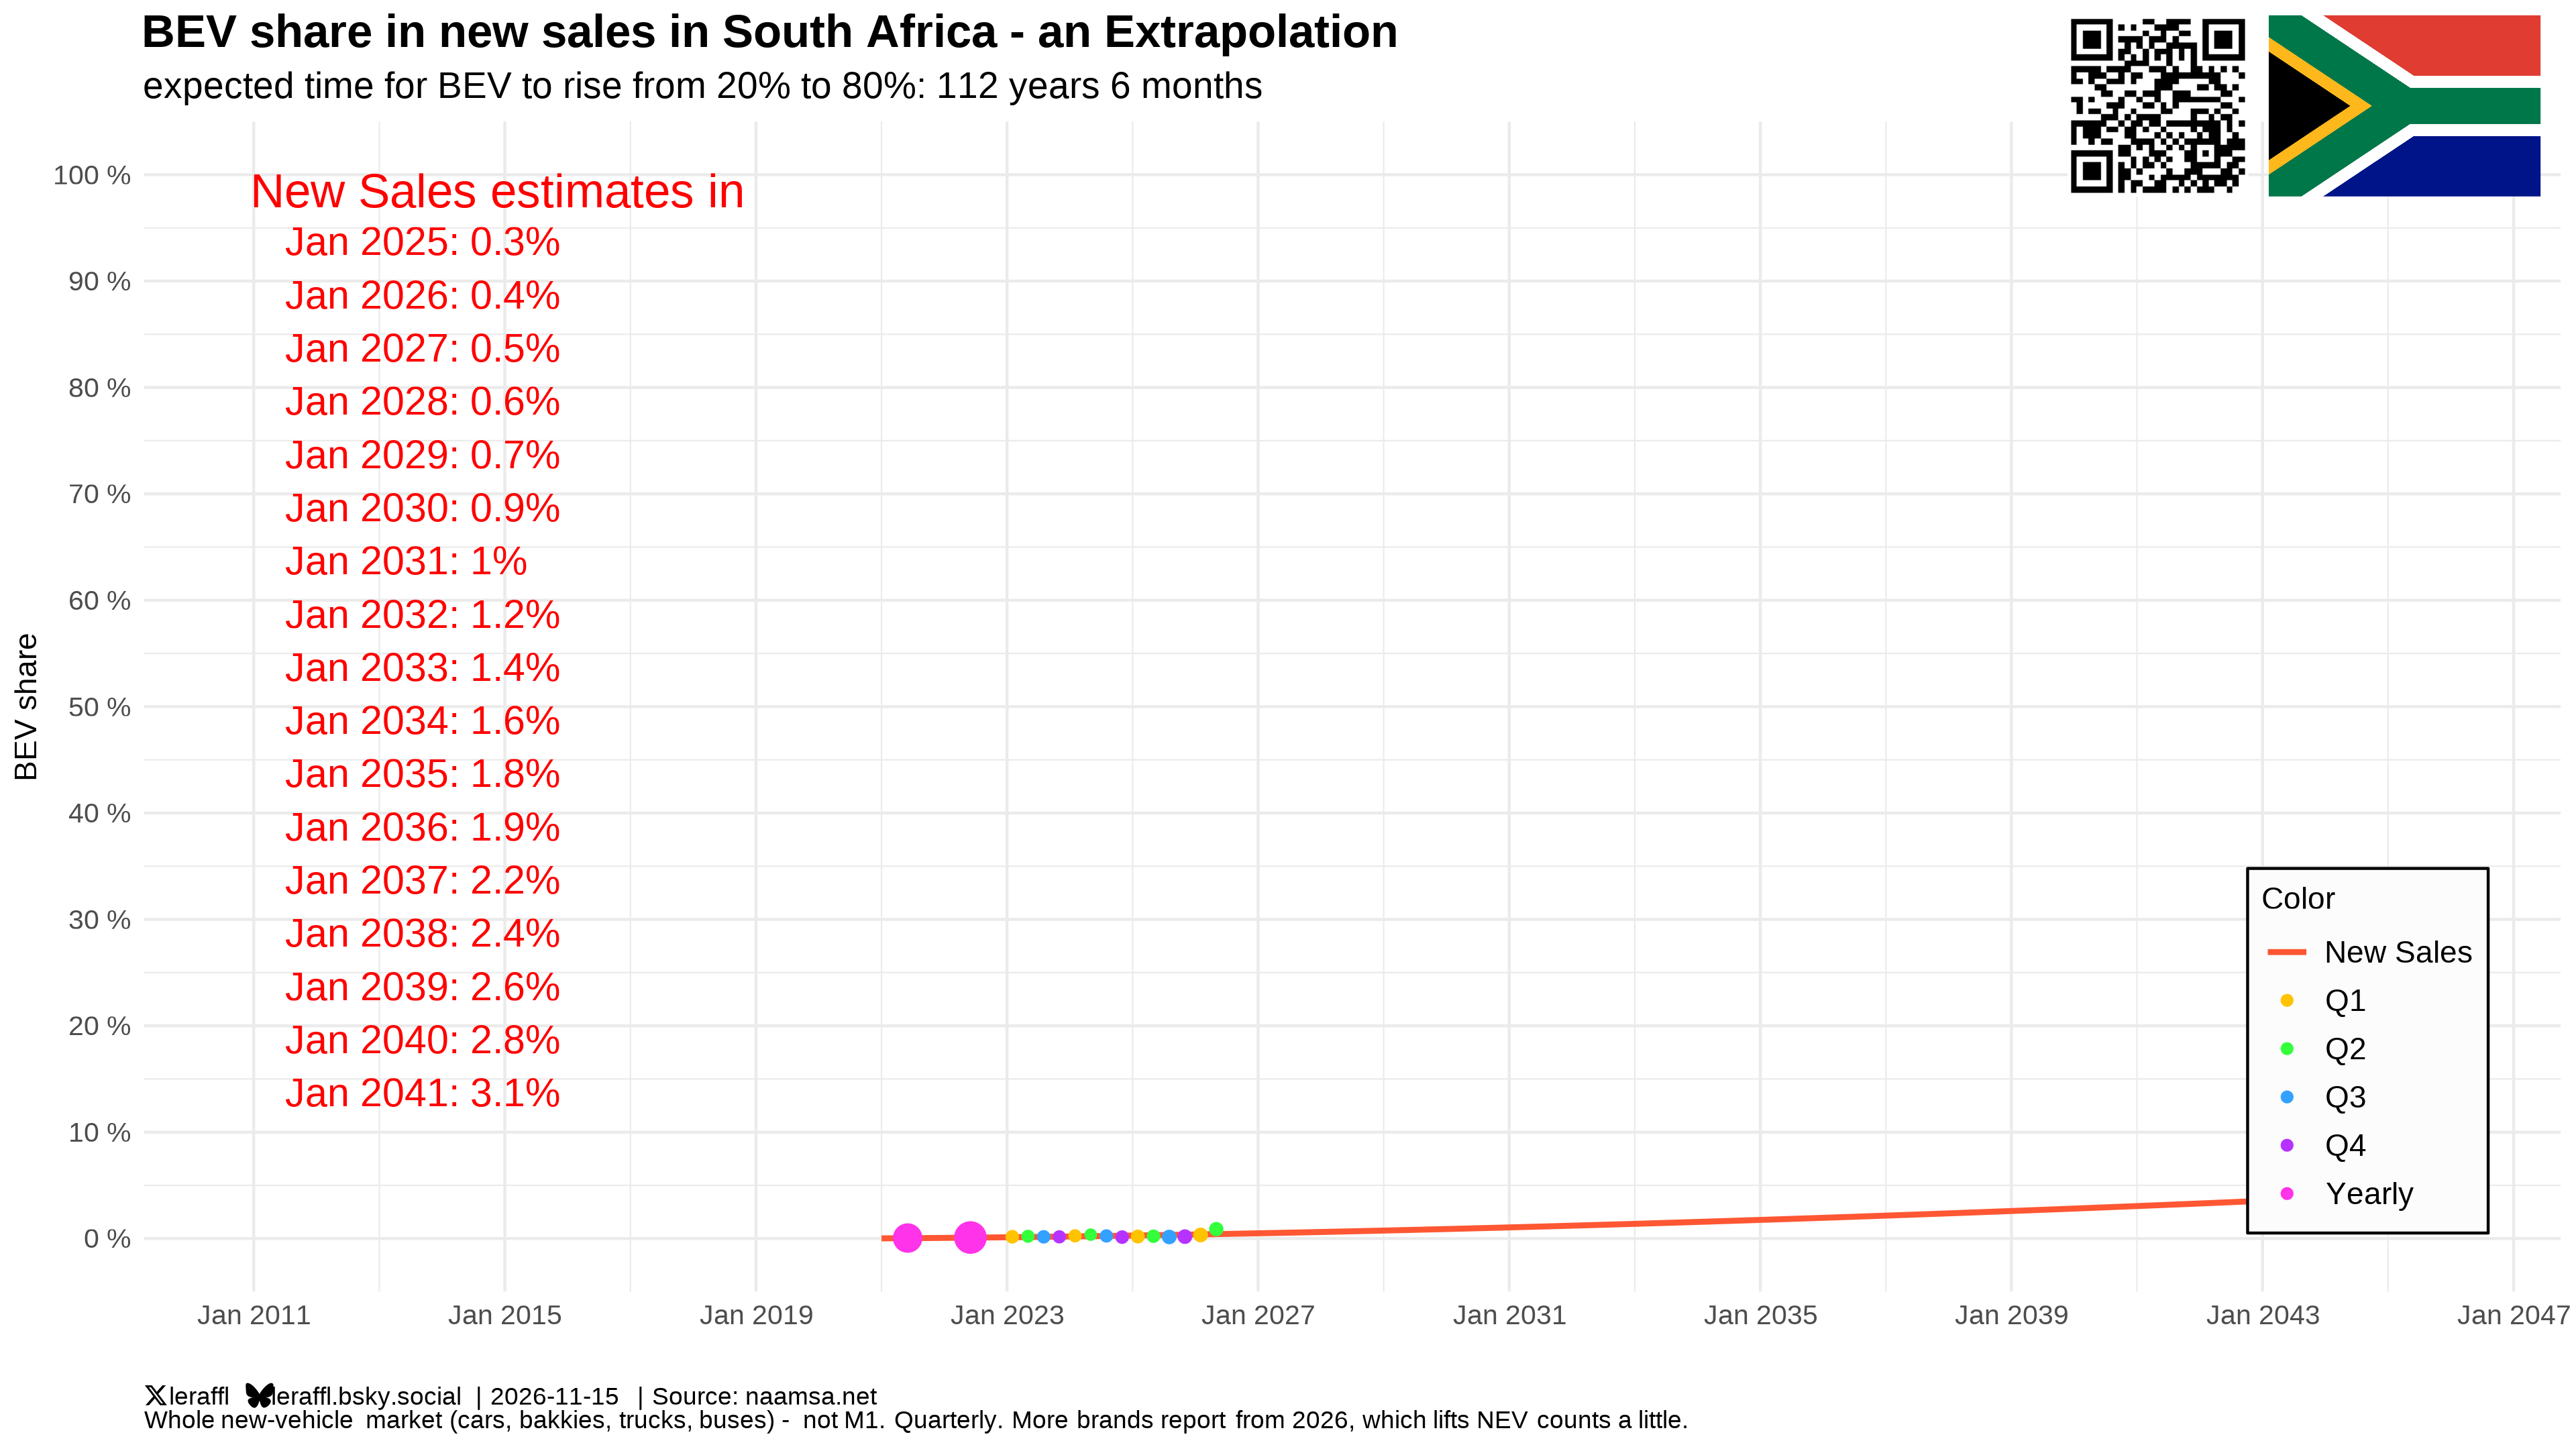 BEV share in new sales in South Africa - an Extrapolation
expected time for BEV to rise from 20% to 80%: 112 years 6 months
100 %
90 %
80 %
70 %
60 %
50 %
40 %
30 %
20 %
10 %
0 %
BEV share
New Sales estimates in
Jan 2025: 0.3%
Jan 2026: 0.4%
Jan 2027: 0.5%
Jan 2028: 0.6%
Jan 2029: 0.7%
Jan 2030: 0.9%
Jan 2031: 1%
Jan 2032: 1.2%
Jan 2033: 1.4%
Jan 2034: 1.6%
Jan 2035: 1.8%
Jan 2036: 1.9%
Jan 2037: 2.2%
Jan 2038: 2.4%
Jan 2039: 2.6%
Jan 2040: 2.8%
Jan 2041: 3.1%
Color
New Sales
Q1
Q2
Q3
Q4
Yearly
Jan 2011 Jan 2015 Jan 2019 Jan 2023 Jan 2027 Jan 2031 Jan 2035 Jan 2039 Jan 2043 Jan 2047
leraffl leraffl.bsky.social | 2026-11-15 | Source: naamsa.net
Whole new-vehicle market (cars, bakkies, trucks, buses) - not M1. Quarterly. More brands report from 2026, which lifts NEV counts a little.